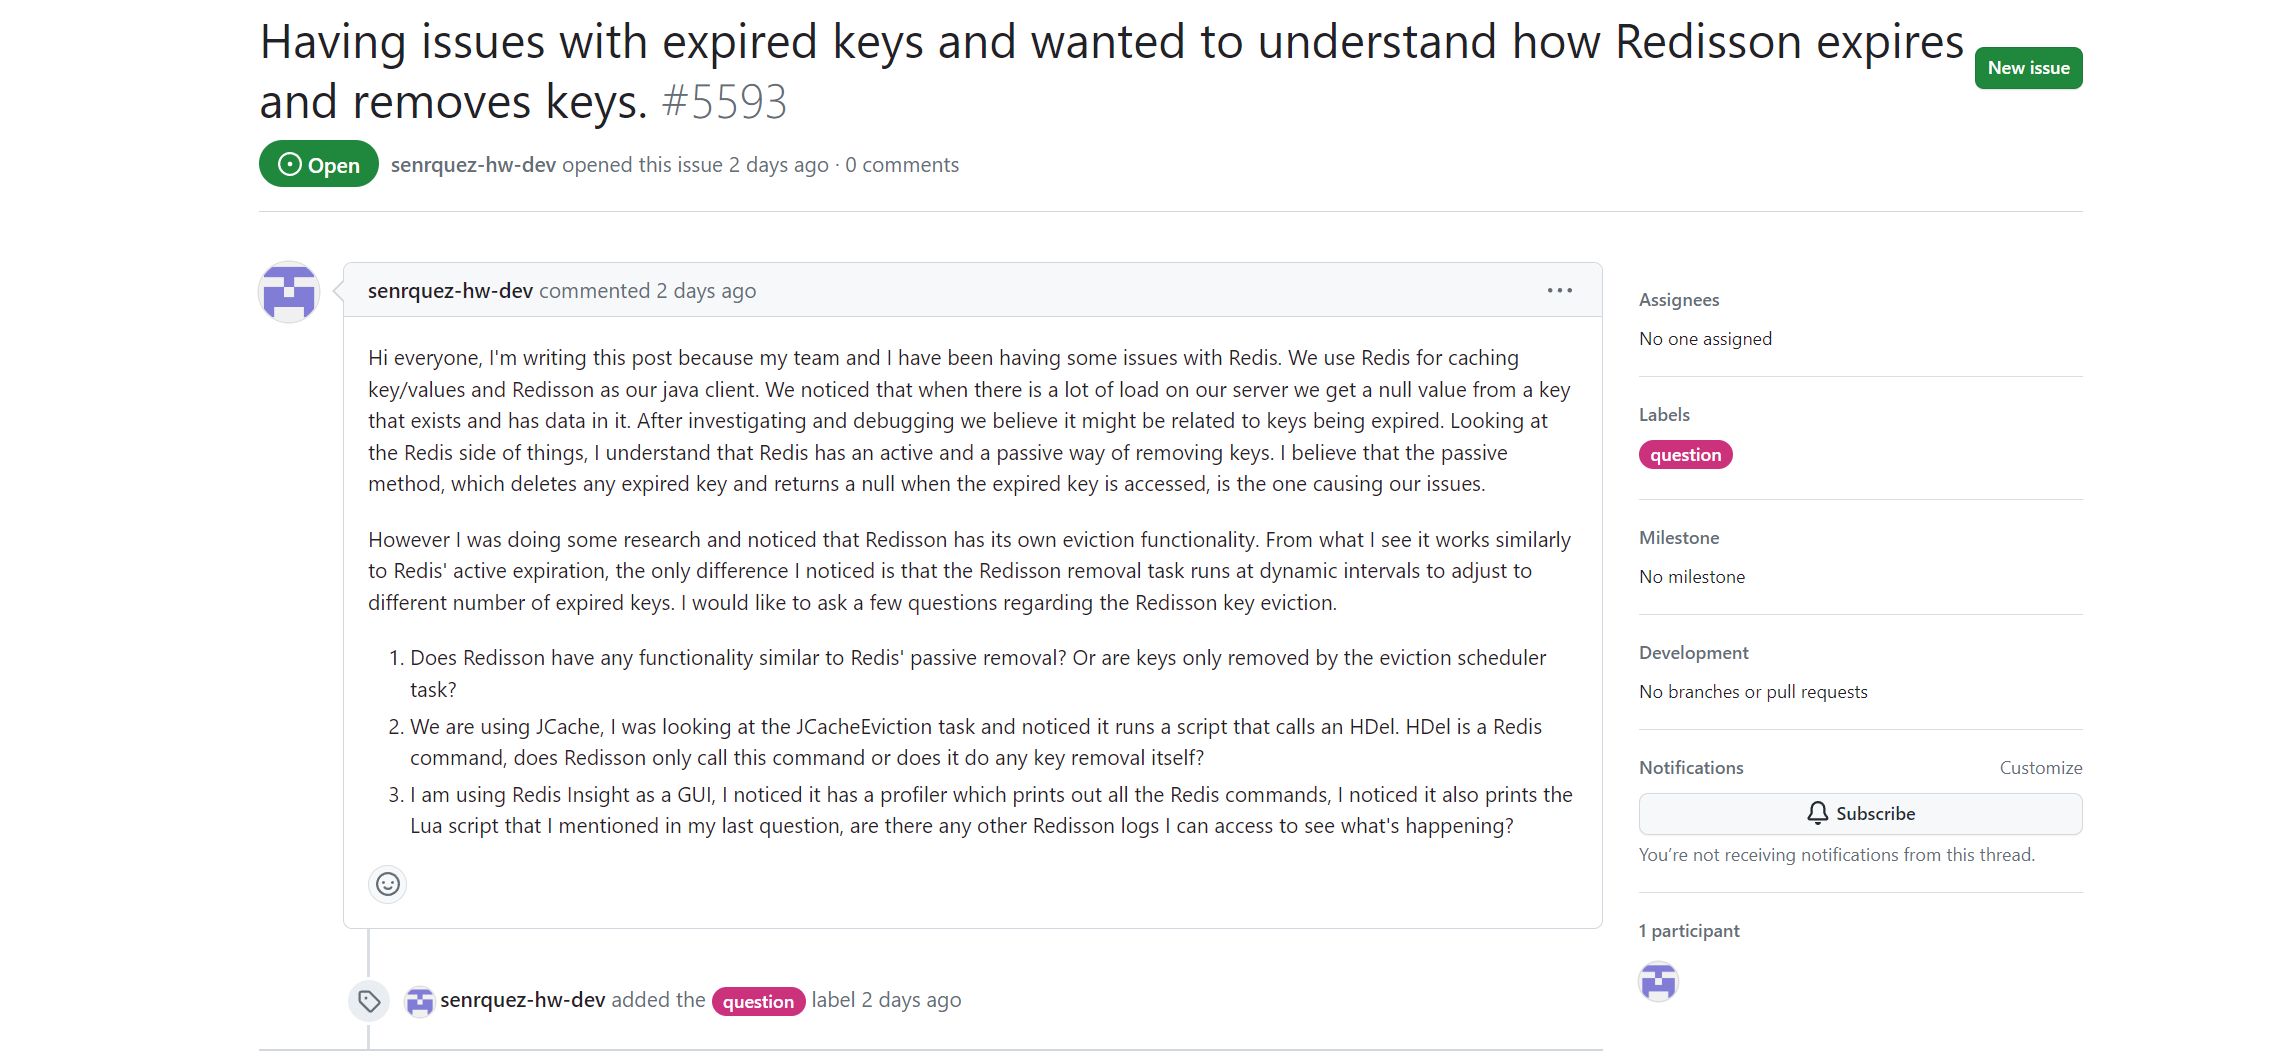 Having issues with expired keys and wanted to understand how Redisson expires
and removes keys. #5593
New issue
Open
senrquez-hw-dev opened this issue 2 days ago · 0 comments
senrquez-hw-dev commented 2 days ago
Hi everyone, I'm writing this post because my team and I have been having some issues with Redis. We use Redis for caching
key/values and Redisson as our java client. We noticed that when there is a lot of load on our server we get a null value from a key
that exists and has data in it. After investigating and debugging we believe it might be related to keys being expired. Looking at
the Redis side of things, I understand that Redis has an active and a passive way of removing keys. I believe that the passive
method, which deletes any expired key and returns a null when the expired key is accessed, is the one causing our issues.
However I was doing some research and noticed that Redisson has its own eviction functionality. From what I see it works similarly
to Redis' active expiration, the only difference I noticed is that the Redisson removal task runs at dynamic intervals to adjust to
different number of expired keys. I would like to ask a few questions regarding the Redisson key eviction.
1. Does Redisson have any functionality similar to Redis' passive removal? Or are keys only removed by the eviction scheduler
task?
2. We are using JCache, I was looking at the JCacheEviction task and noticed it runs a script that calls an HDel. HDel is a Redis
command, does Redisson only call this command or does it do any key removal itself?
3. I am using Redis Insight as a GUI, I noticed it has a profiler which prints out all the Redis commands, I noticed it also prints the
Lua script that I mentioned in my last question, are there any other Redisson logs I can access to see what's happening?
senrquez-hw-dev added the question label 2 days ago
Assignees
No one assigned
Labels
question
Milestone
No milestone
Development
No branches or pull requests
Notifications
Customize
Subscribe
You're not receiving notifications from this thread.
1 participant